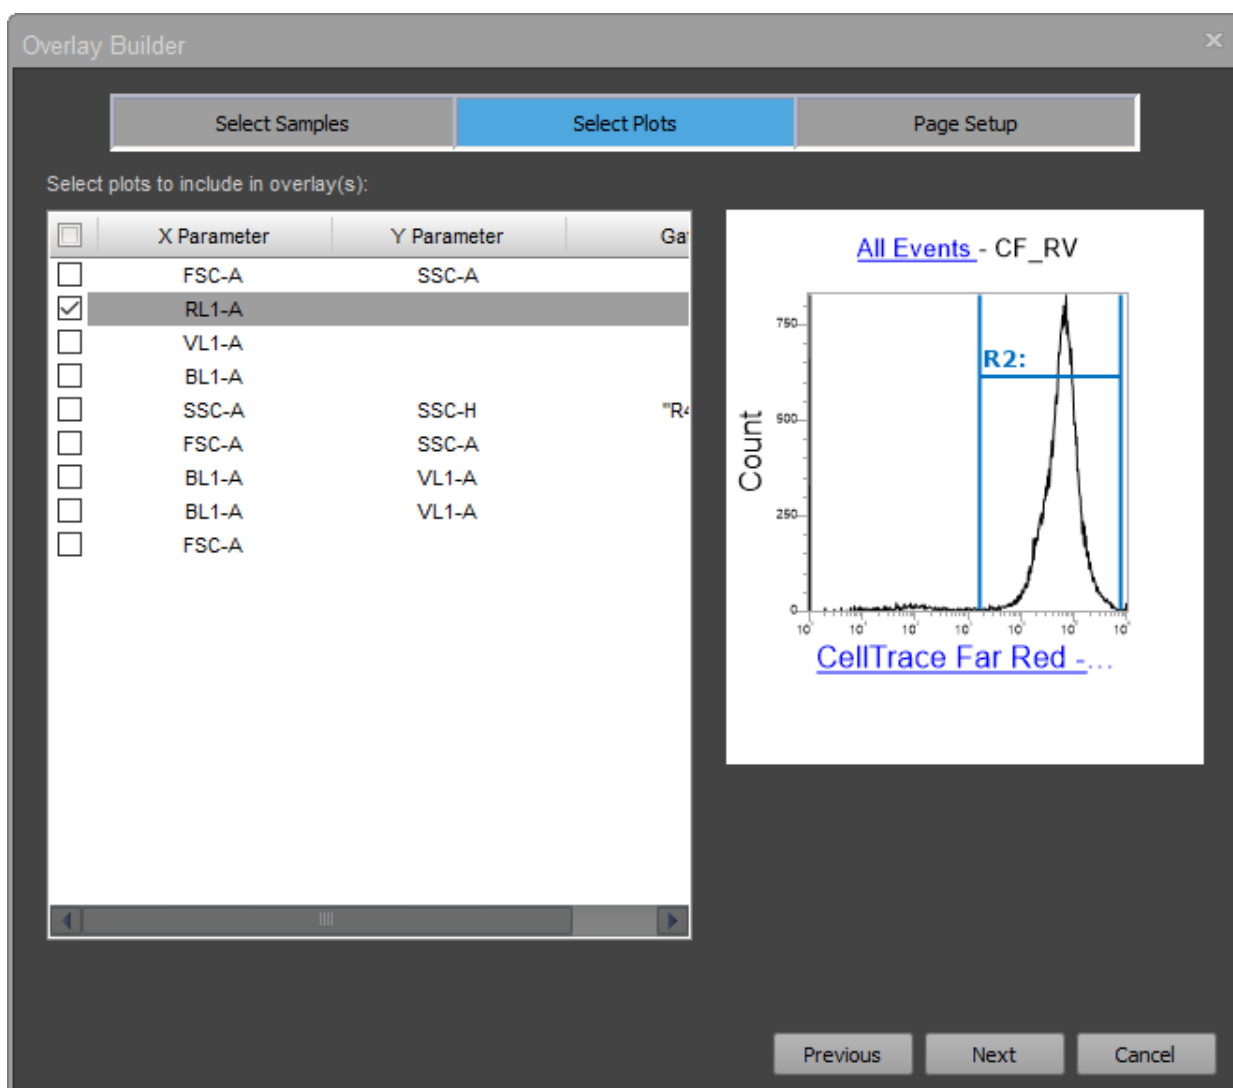 Overlay Builder
Select Samples Select Plots Page Setup
Select plots to include in overlay(s):
X Parameter Y Parameter Gat
FSC-A SSC-A
RL1-A
VL1-A
BL1-A
SSC-A SSC-H "R4
FSC-A SSC-A
BL1-A VL1-A
BL1-A VL1-A
FSC-A
All Events - CF_RV
750
R2:
500
Count
250
0
CellTrace Far Red -...
Previous Next Cancel